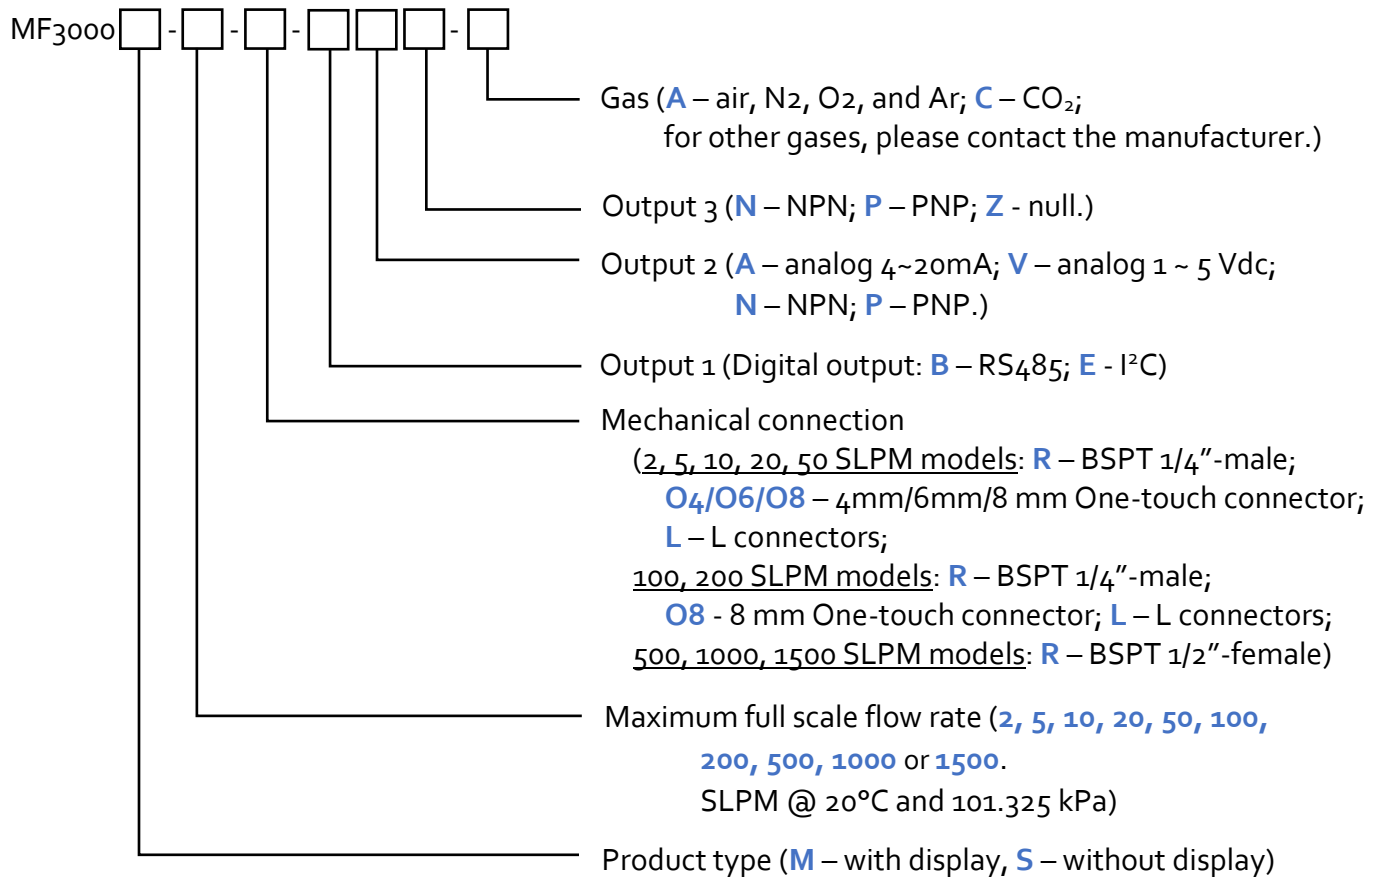 MF3000 - - - -
Gas (A – air, N2, O2, and Ar; C – CO₂;
for other gases, please contact the manufacturer.)
Output 3 (N – NPN; P – PNP; Z - null.)
Output 2 (A – analog 4~20mA; V – analog 1 ~ 5 Vdc;
N – NPN; P – PNP.)
Output 1 (Digital output: B – RS485; E - I²C)
Mechanical connection
(2, 5, 10, 20, 50 SLPM models: R – BSPT 1/4”-male;
O4/O6/O8 – 4mm/6mm/8 mm One-touch connector;
L – L connectors;
100, 200 SLPM models: R – BSPT 1/4”-male;
O8 - 8 mm One-touch connector; L – L connectors;
500, 1000, 1500 SLPM models: R – BSPT 1/2”-female)
Maximum full scale flow rate (2, 5, 10, 20, 50, 100,
200, 500, 1000 or 1500.
SLPM @ 20°C and 101.325 kPa)
Product type (M – with display, S – without display)